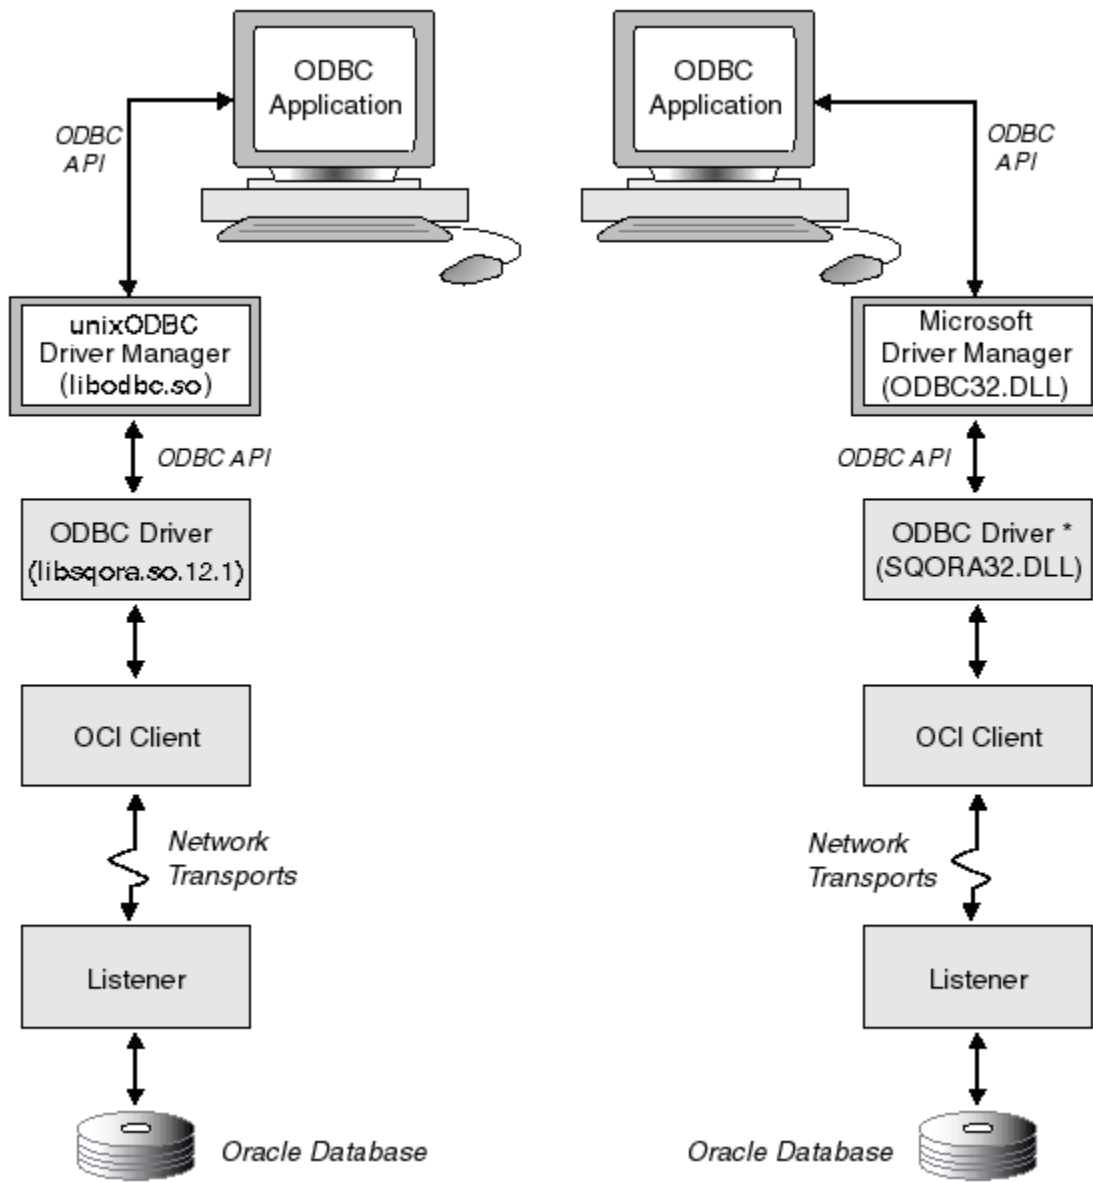 ODBC
Application
ODBC
API
unixODBC
Driver Manager
(libodbc.so)
ODBC API
ODBC Driver
(libsqora.so.12.1)
OCI Client
Network
Transports
Listener
Oracle Database
ODBC
Application
ODBC
API
Microsoft
Driver Manager
(ODBC32.DLL)
ODBC API
ODBC Driver *
(SQORA32.DLL)
OCI Client
Network
Transports
Listener
Oracle Database